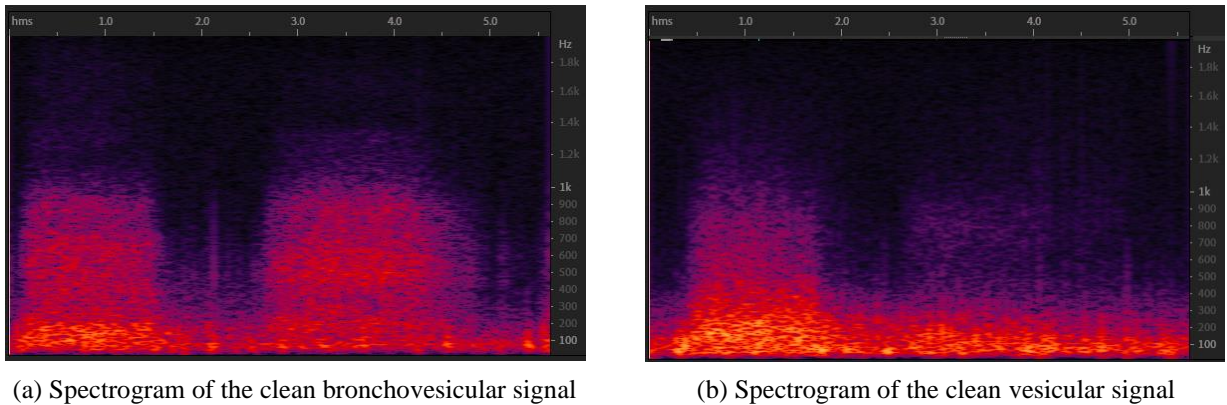 hms 1.0 2.0 3.0 4.0 5.0
Hz
1.8k
1.6k
1.4k
1.2k
1k
900
800
700
600
500
400
300
200
100
(a) Spectrogram of the clean bronchovesicular signal
hms 1.0 2.0 3.0 4.0 5.0
Hz
1.8k
1.6k
1.4k
1.2k
1k
900
800
700
600
500
400
300
200
100
(b) Spectrogram of the clean vesicular signal